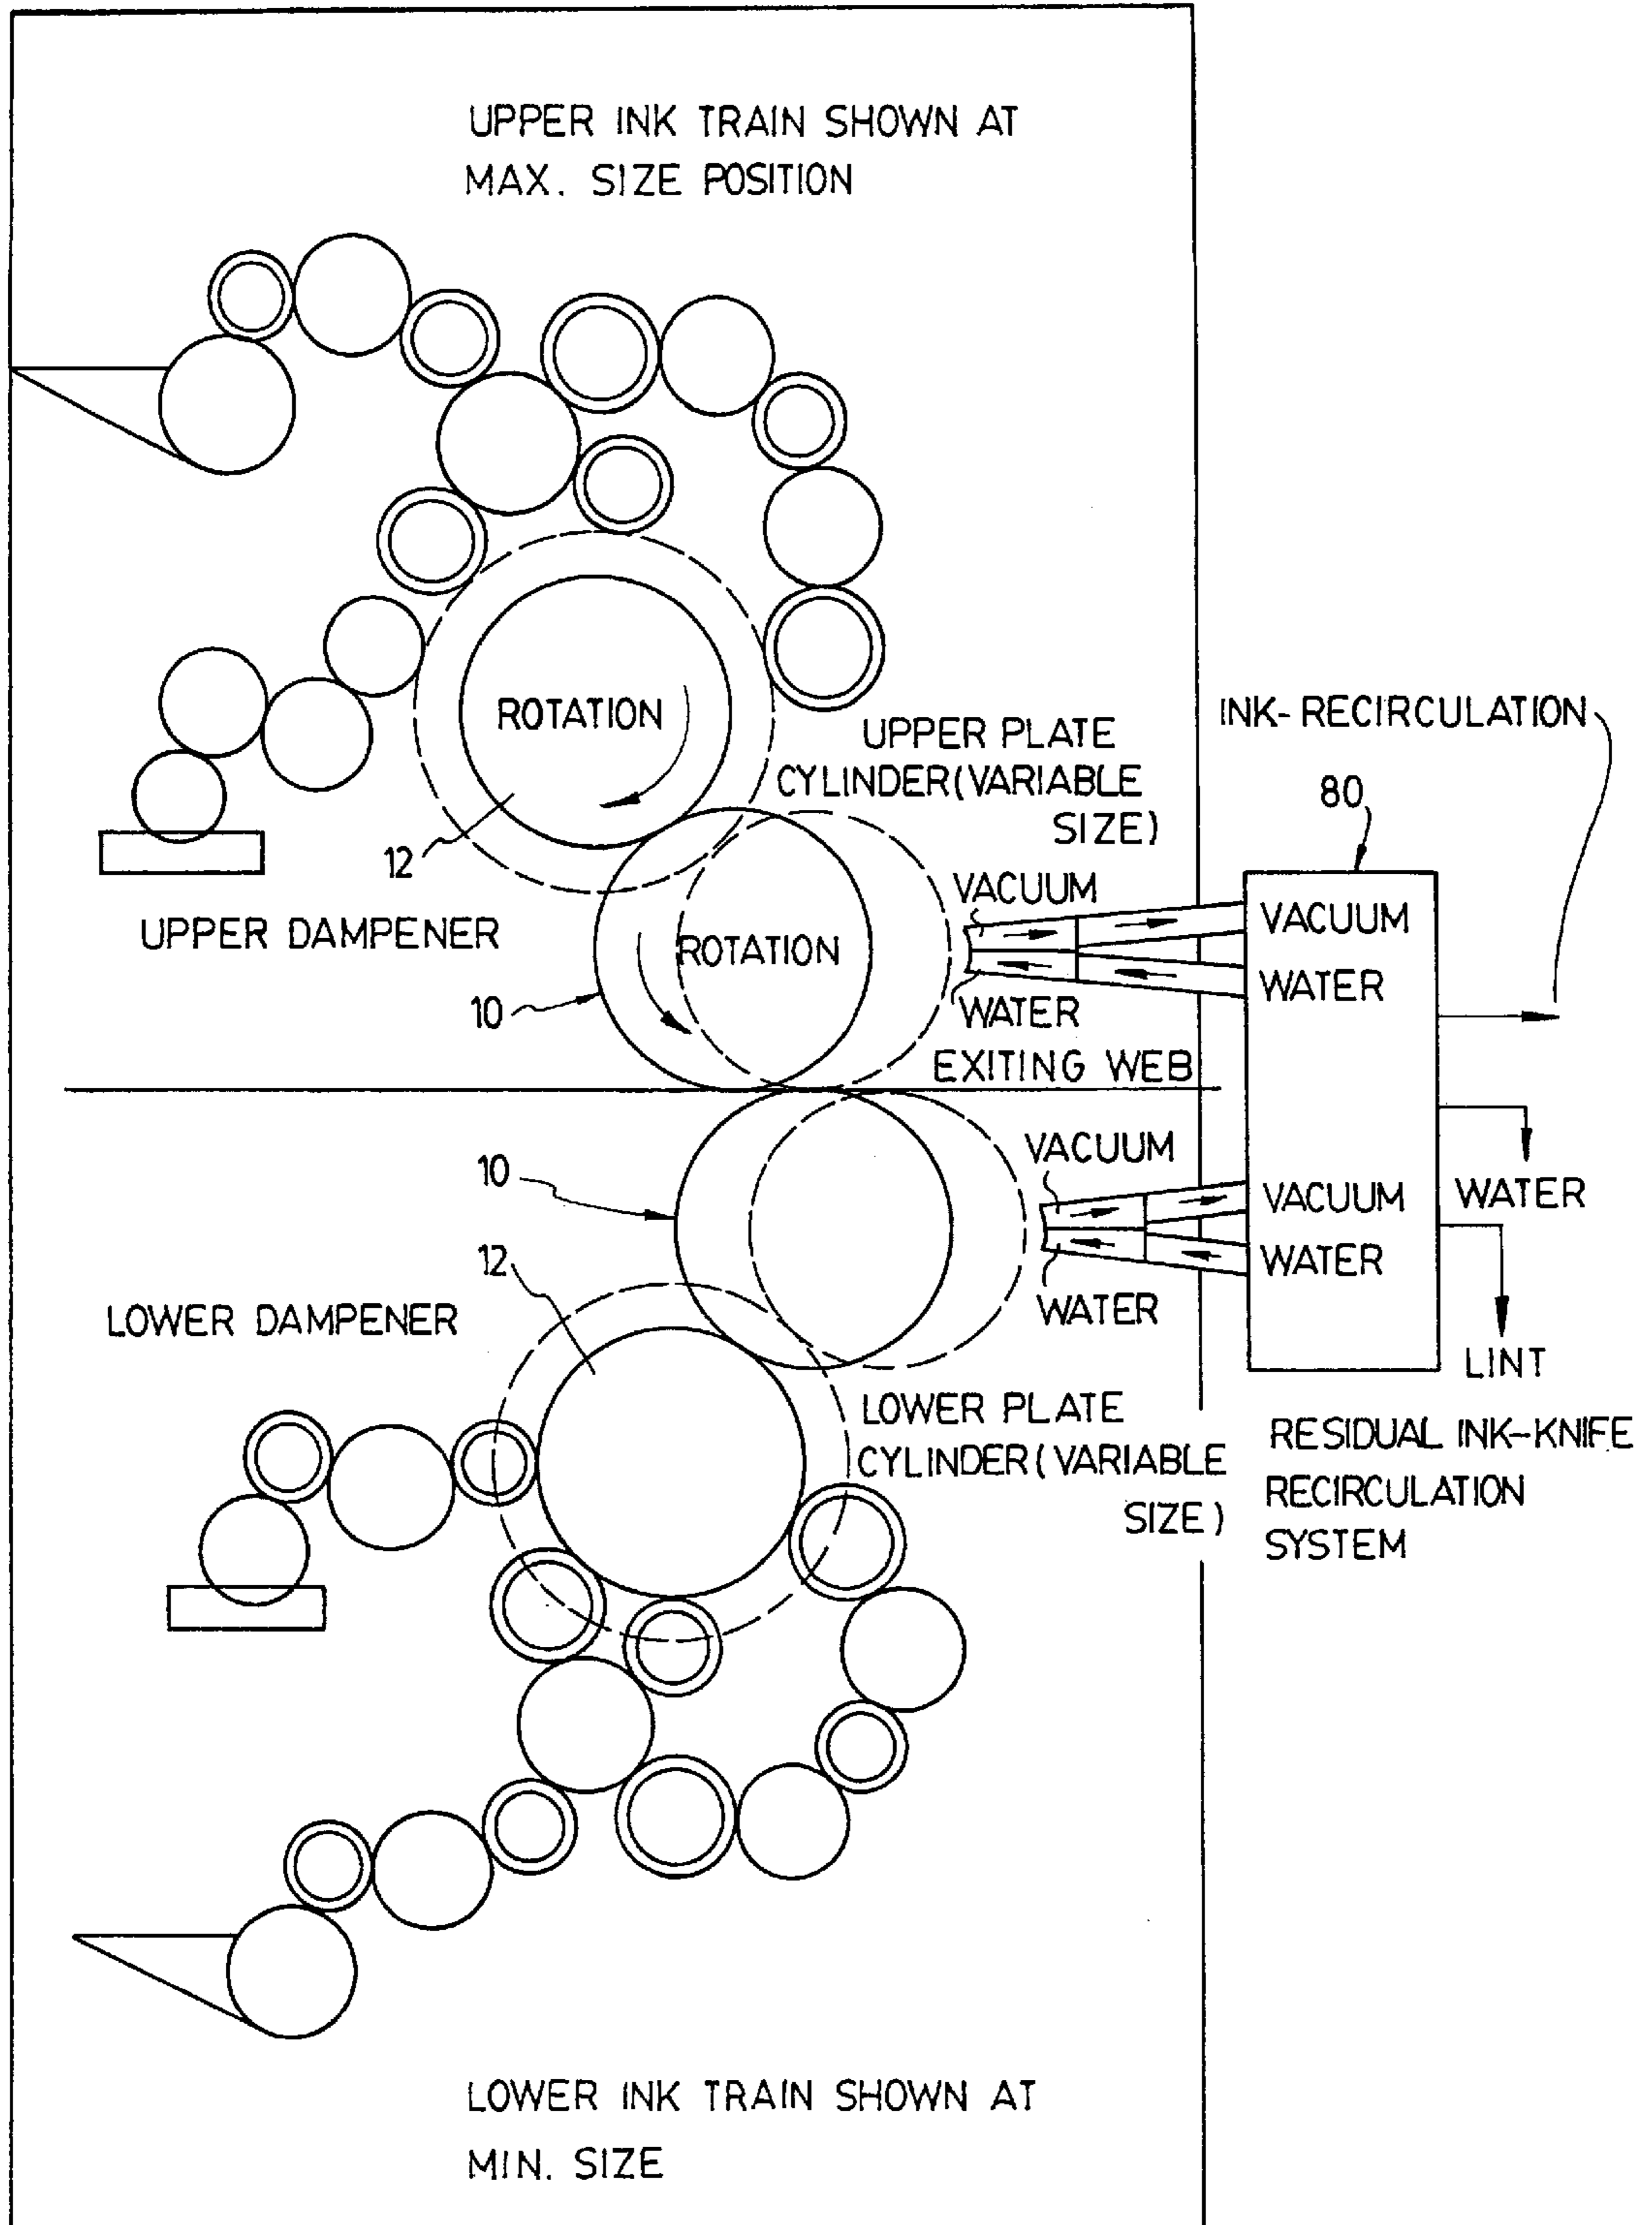 UPPER INK TRAIN SHOWN AT
MAX. SIZE POSITION
ROTATION
UPPER PLATE
CYLINDER(VARIABLE
SIZE)
INK-RECIRCULATION
80
12
VACUUM
VACUUM
UPPER DAMPENER
ROTATION
WATER
10
WATER
EXITING WEB
VACUUM
10
VACUUM
WATER
12
WATER
WATER
LOWER DAMPENER
LINT
LOWER PLATE
CYLINDER(VARIABLE
SIZE)
RESIDUAL INK-KNIFE
RECIRCULATION
SYSTEM
LOWER INK TRAIN SHOWN AT
MIN. SIZE